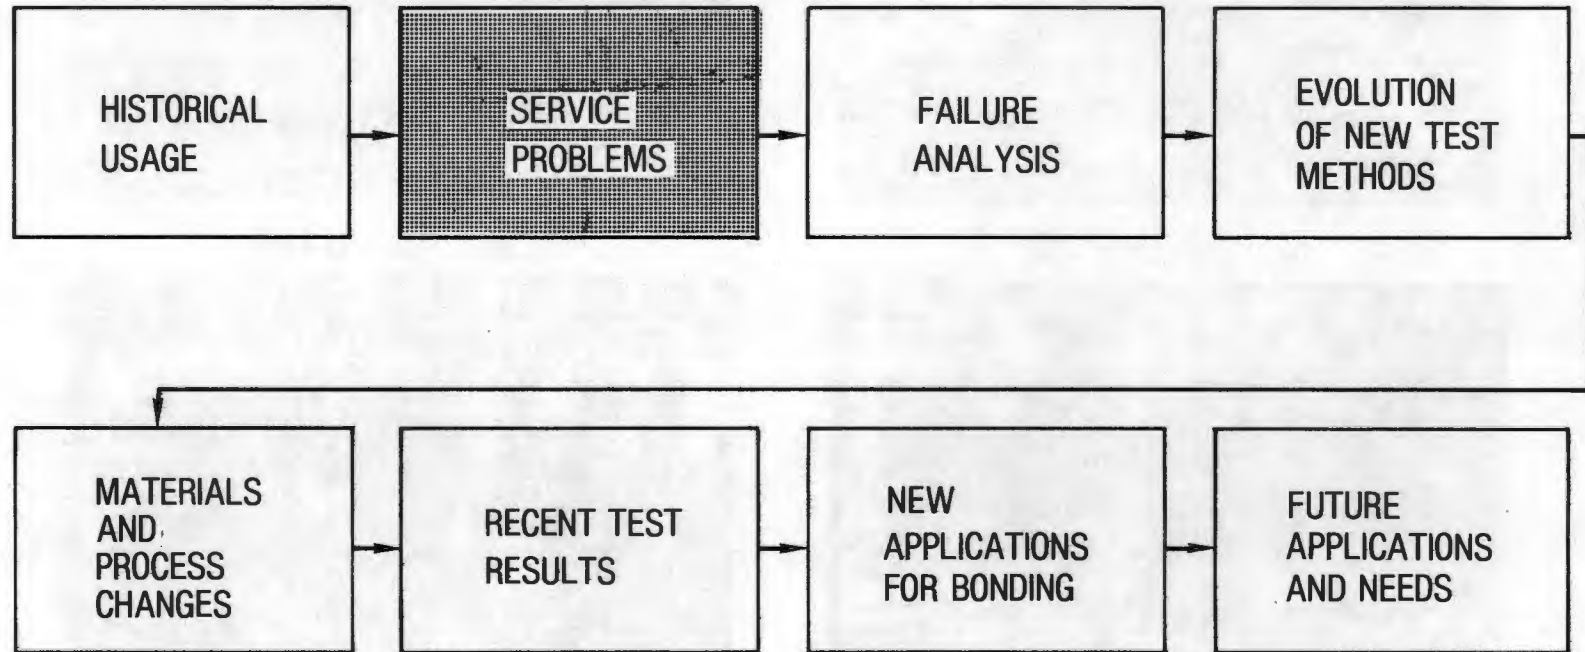 HISTORICAL
USAGE
SERVICE
PROBLEMS
FAILURE
ANALYSIS
EVOLUTION
OF NEW TEST
METHODS
MATERIALS
AND
PROCESS
CHANGES
RECENT TEST
RESULTS
NEW
APPLICATIONS
FOR BONDING
FUTURE
APPLICATIONS
AND NEEDS